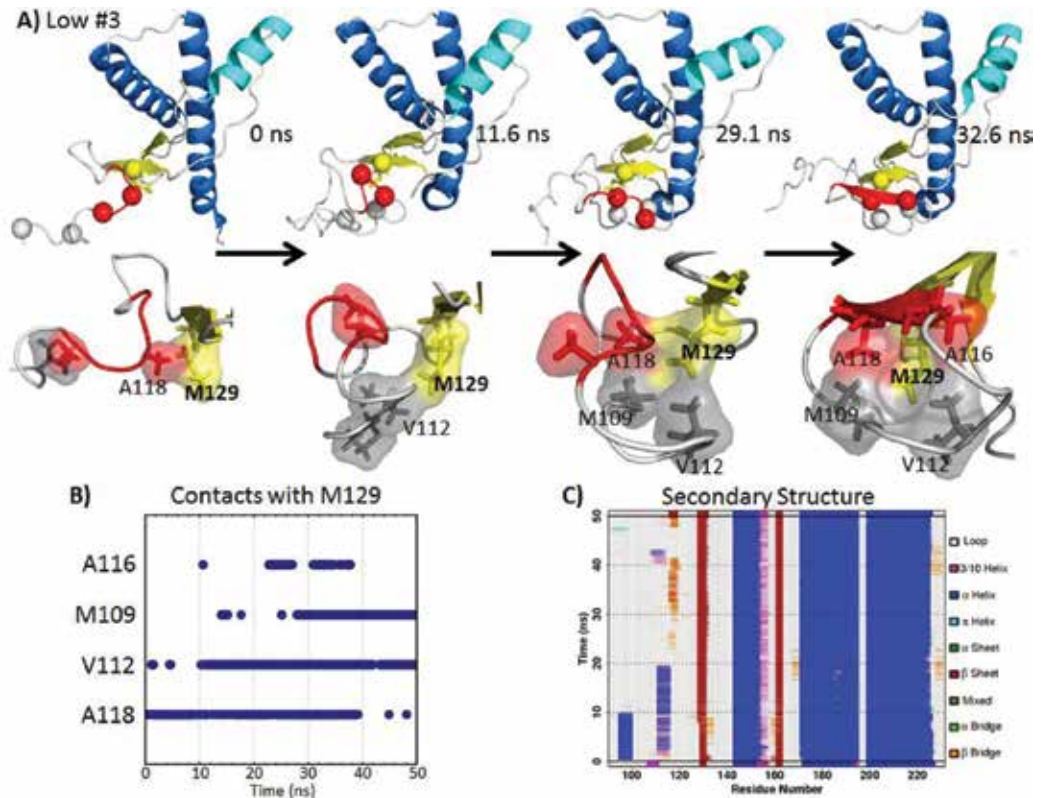 A) Low #3
0 ns
11.6 ns
29.1 ns
32.6 ns
A118
M129
V112
M129
A118
M129
M109
V112
A118
A116
M129
M109
V112
B) Contacts with M129
A116
M109
V112
A118
0 10 20 30 40 50
Time (ns)
C) Secondary Structure
Time (ns)
50
40
30
20
10
0
100 120 140 160 180 200 220
Residue Number
Loop
3/10 Helix
α Helix
π Helix
α Sheet
β Sheet
Mixed
α Bridge
β Bridge